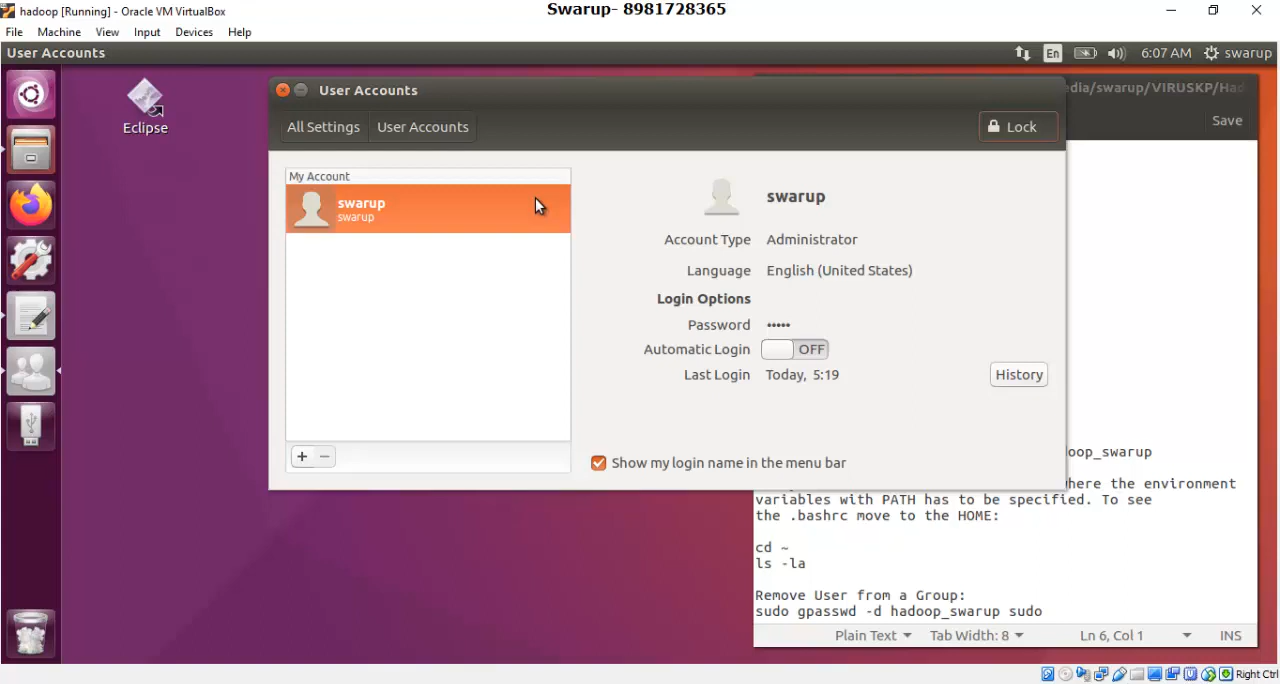 hadoop [Running] - Oracle VM VirtualBox
Swarup- 8981728365
File Machine View Input Devices Help
User Accounts
En
6:07 AM
swarup
Eclipse
User Accounts
dia/swarup/VIRUSKP/Had
All Settings
User Accounts
Lock
Save
My Account
swarup
swarup
swarup
Account Type Administrator
Language English (United States)
Login Options
Password •••••
Automatic Login OFF
Last Login Today, 5:19
History
Show my login name in the menu bar
oop_swarup
here the environment
variables with PATH has to be specified. To see
the .bashrc move to the HOME:
cd ~
ls -la
Remove User from a Group:
sudo gpasswd -d hadoop_swarup sudo
Plain Text Tab Width: 8 Ln 6, Col 1 INS
Right Ctrl